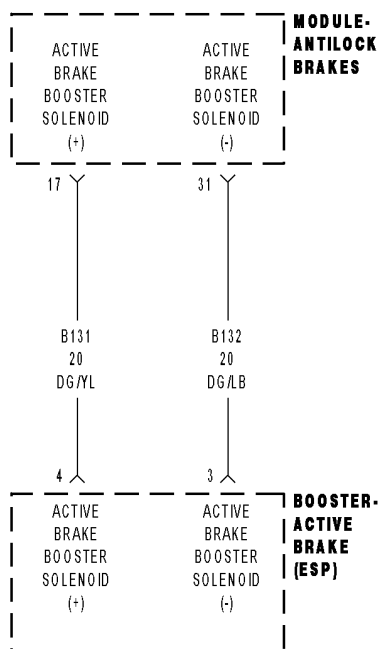 MODULE-
ANTILOCK
BRAKES
ACTIVE
BRAKE
BOOSTER
SOLENOID
(+)
ACTIVE
BRAKE
BOOSTER
SOLENOID
(-)
17
31
B131
20
DG/YL
B132
20
DG/LB
4
3
BOOSTER-
ACTIVE
BRAKE
(ESP)
ACTIVE
BRAKE
BOOSTER
SOLENOID
(+)
ACTIVE
BRAKE
BOOSTER
SOLENOID
(-)